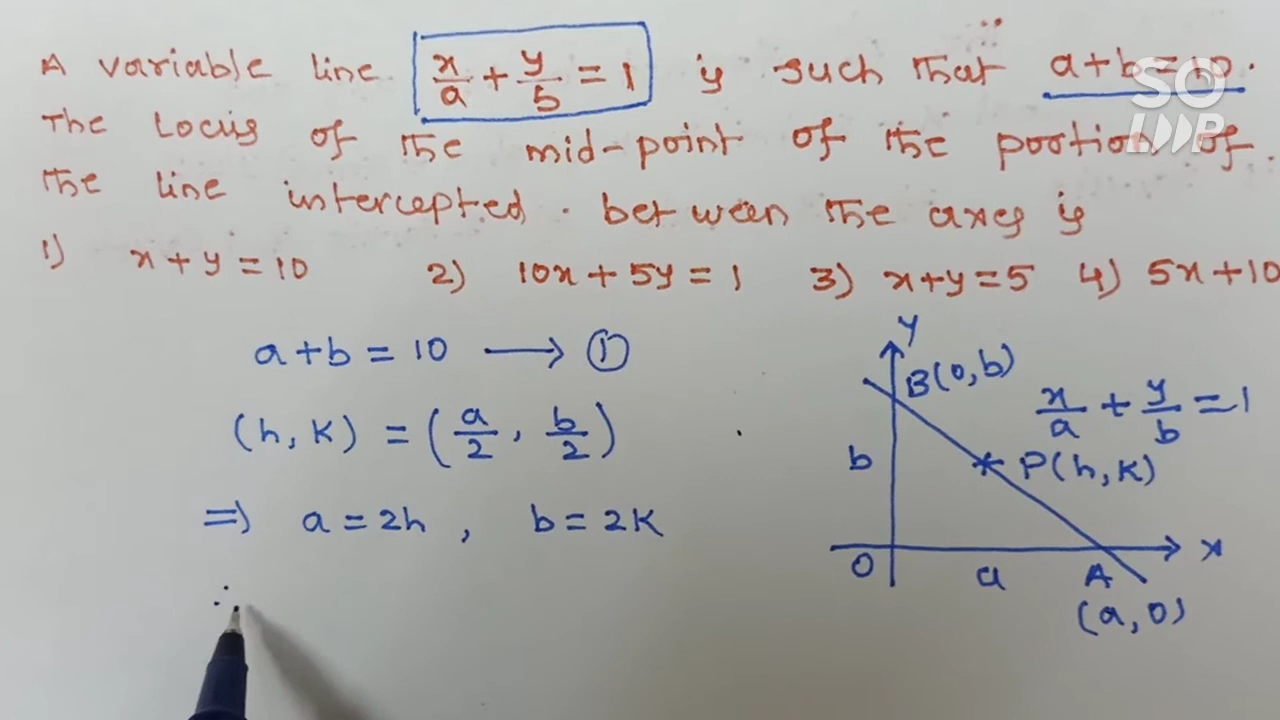 A variable line x/a + y/b = 1 is such that a+b=10.
The Locus of the mid-point of the portion of
the line intercepted. between the axes is
1) x+y=10 2) 10x+5y=1 3) x+y=5 4) 5x+10
a+b=10 → ①
(h, K) = (a/2, b/2)
⇒ a=2h, b=2K
∴
y
B(0,b)
x/a + y/b = 1
b
P(h,K)
O
a
A
x
(a,0)